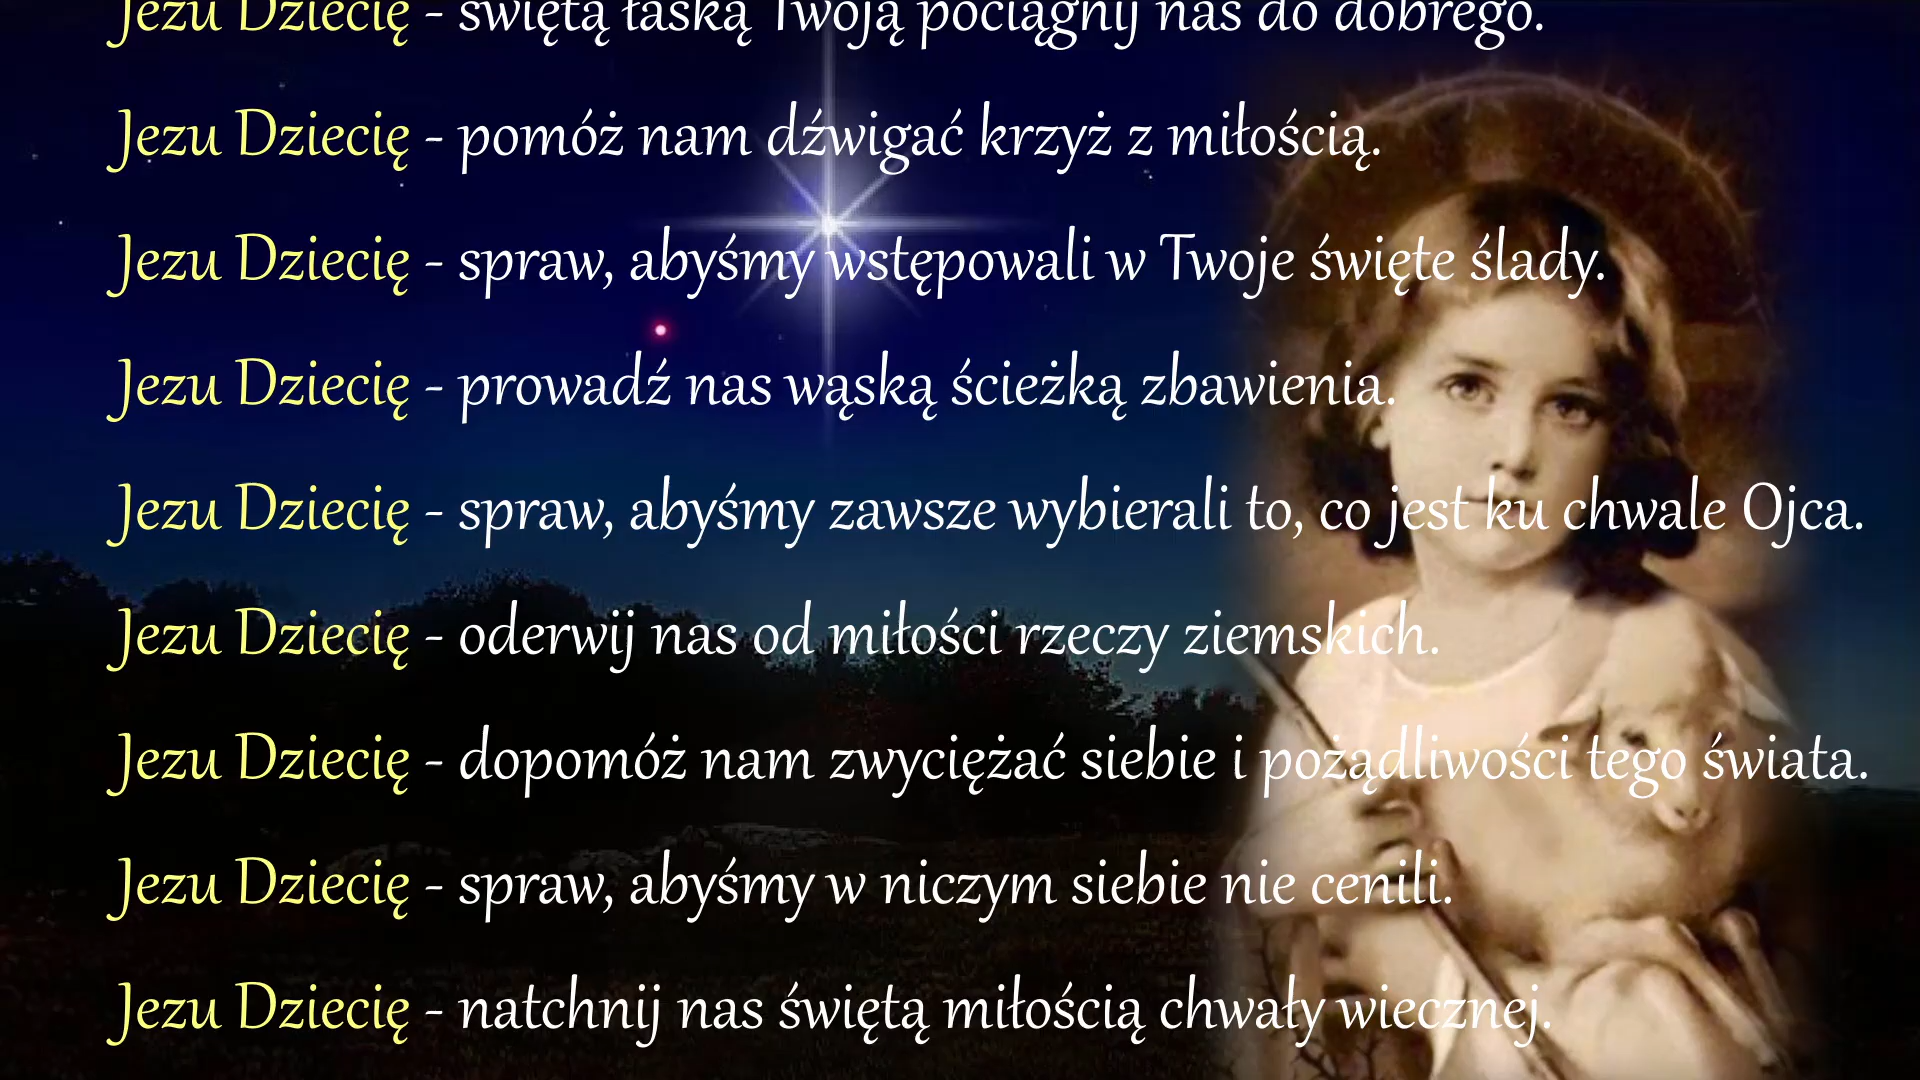 Jezu Dziecię - świętą łaską Twoją pociągnij nas do dobrego.
Jezu Dziecię - pomóż nam dźwigać krzyż z miłością.
Jezu Dziecię - spraw, abyśmy wstępowali w Twoje święte ślady.
Jezu Dziecię - prowadź nas wąską ścieżką zbawienia.
Jezu Dziecię - spraw, abyśmy zawsze wybierali to, co jest ku chwale Ojca.
Jezu Dziecię - oderwij nas od miłości rzeczy ziemskich.
Jezu Dziecię - dopomóż nam zwyciężać siebie i pożądliwości tego świata.
Jezu Dziecię - spraw, abyśmy w niczym siebie nie cenili.
Jezu Dziecię - natchnij nas świętą miłością chwały wiecznej.